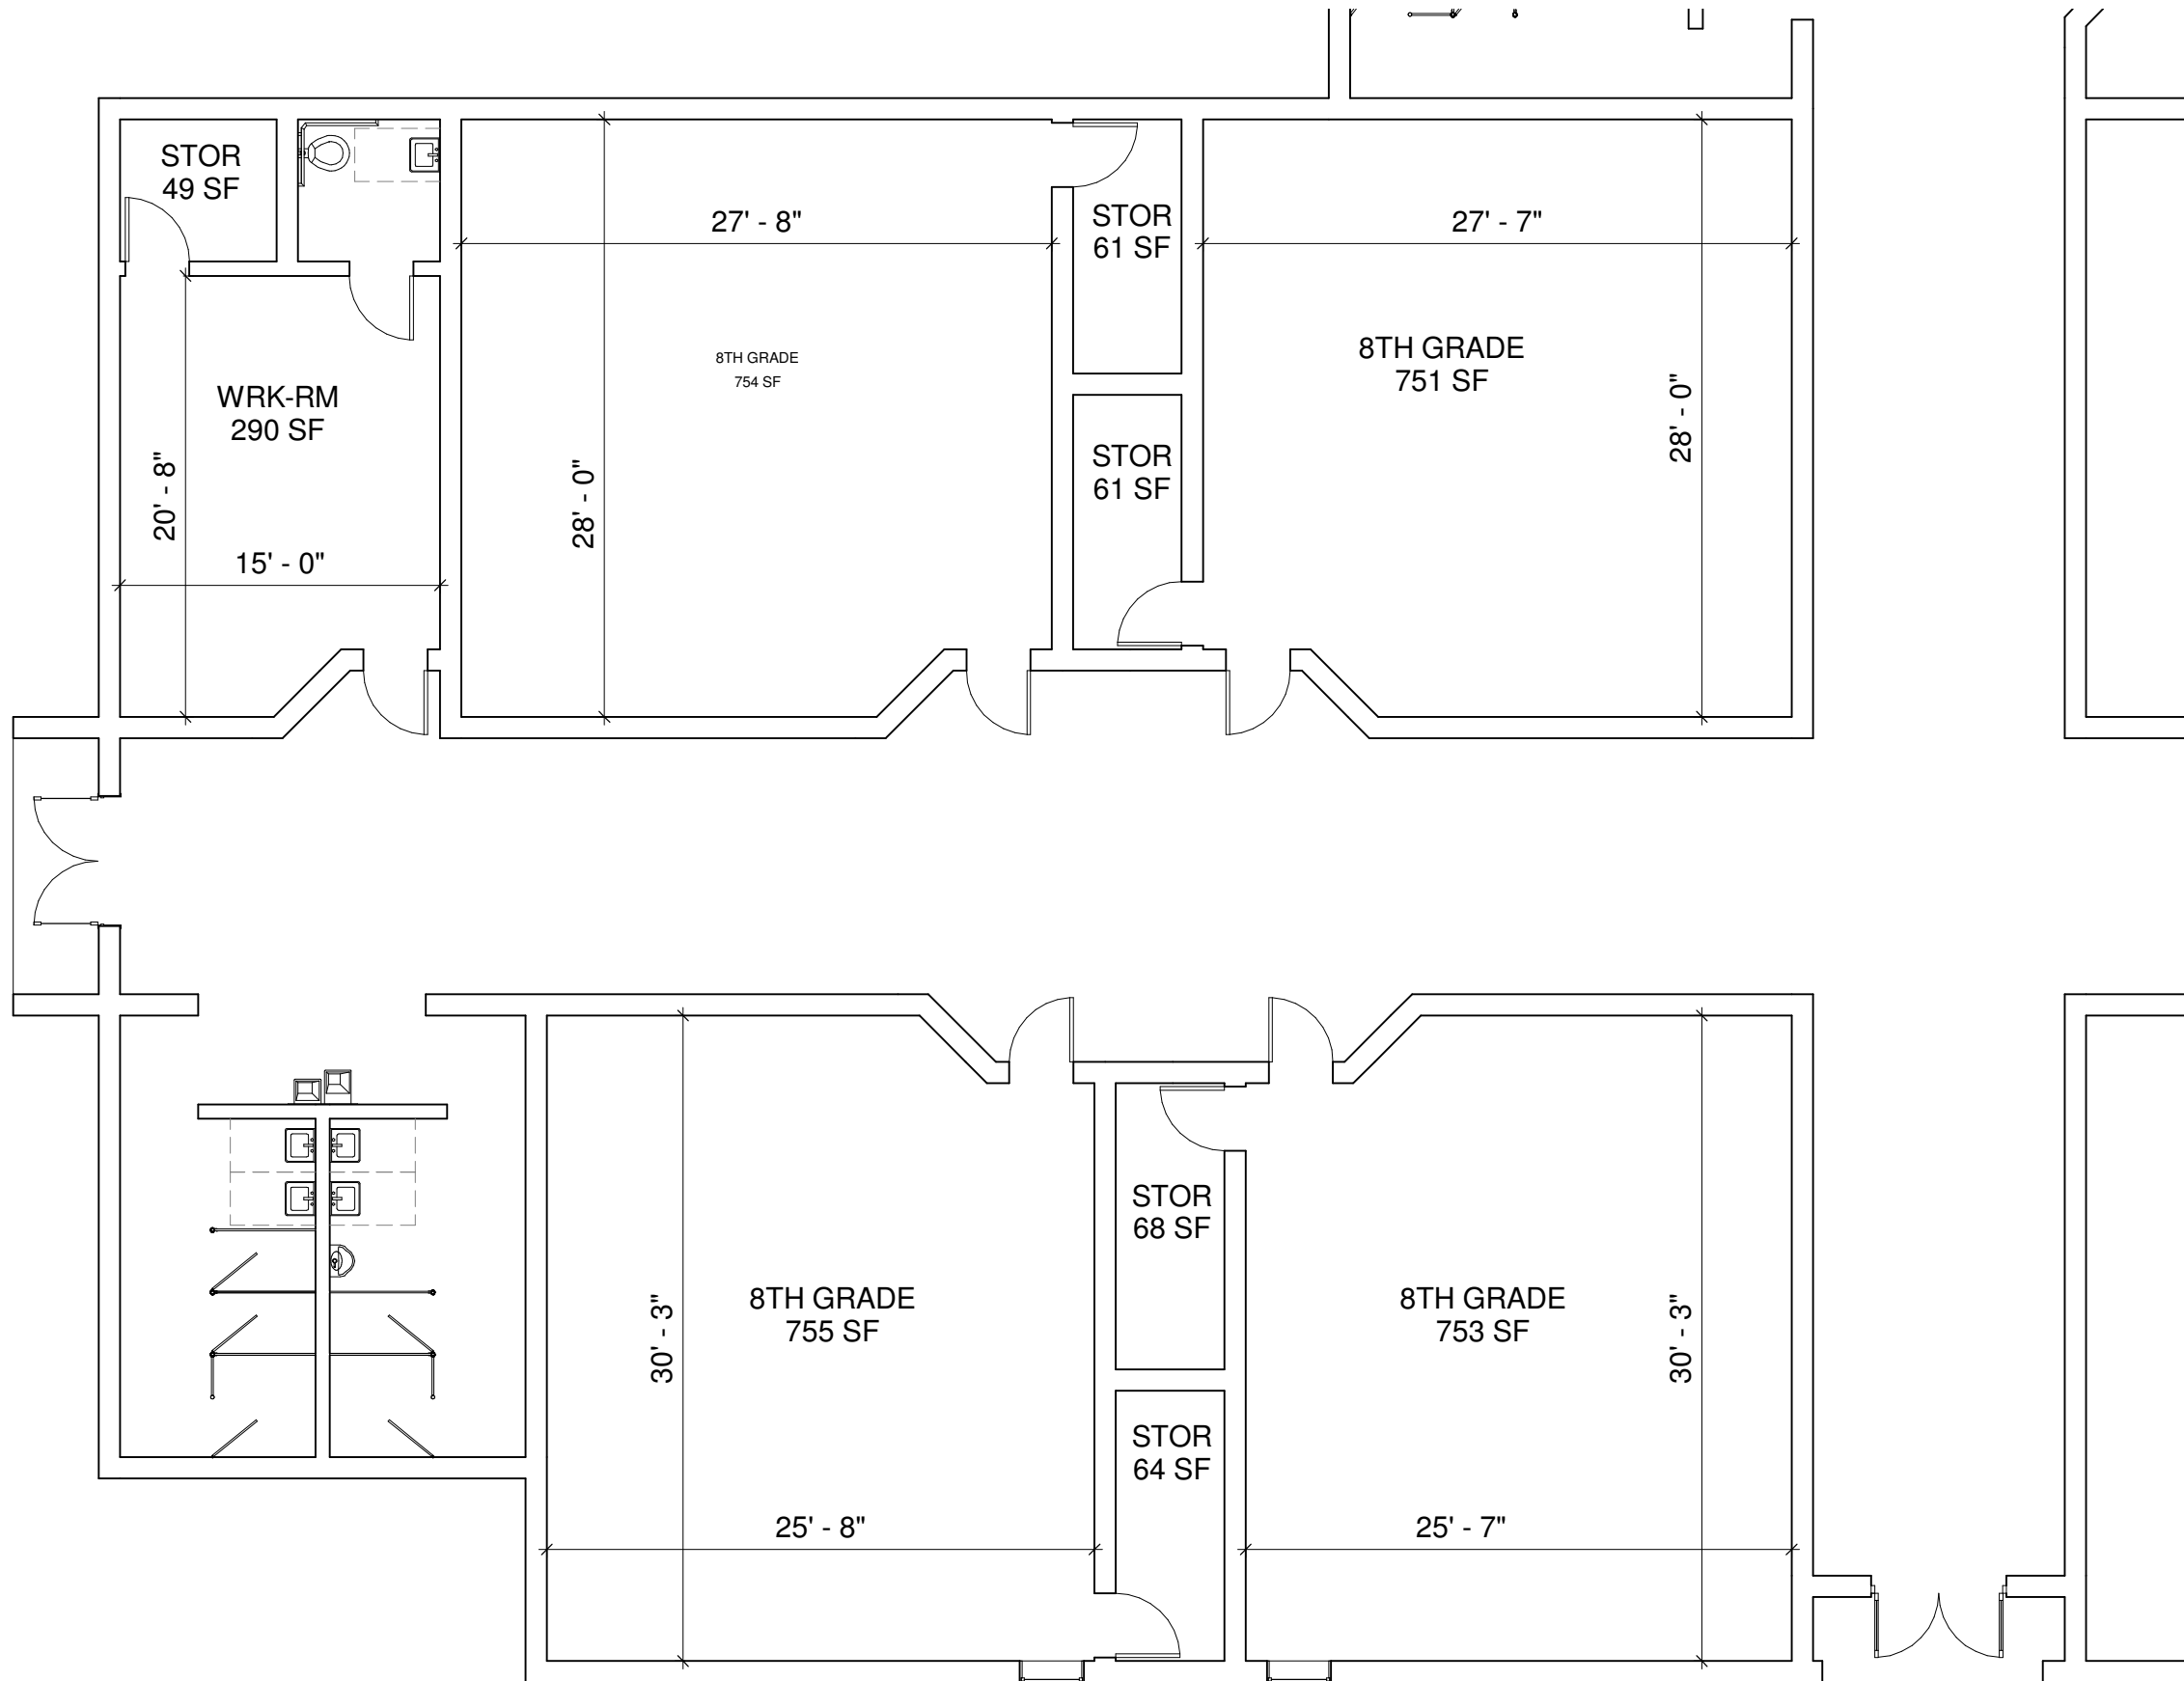 STOR
49 SF
27' - 8"
STOR
61 SF
27' - 7"
8TH GRADE
754 SF
8TH GRADE
751 SF
28' - 0"
WRK-RM
290 SF
20' - 8"
28' - 0"
STOR
61 SF
15' - 0"
STOR
68 SF
8TH GRADE
755 SF
30' - 3"
8TH GRADE
753 SF
30' - 3"
STOR
64 SF
25' - 8"
25' - 7"